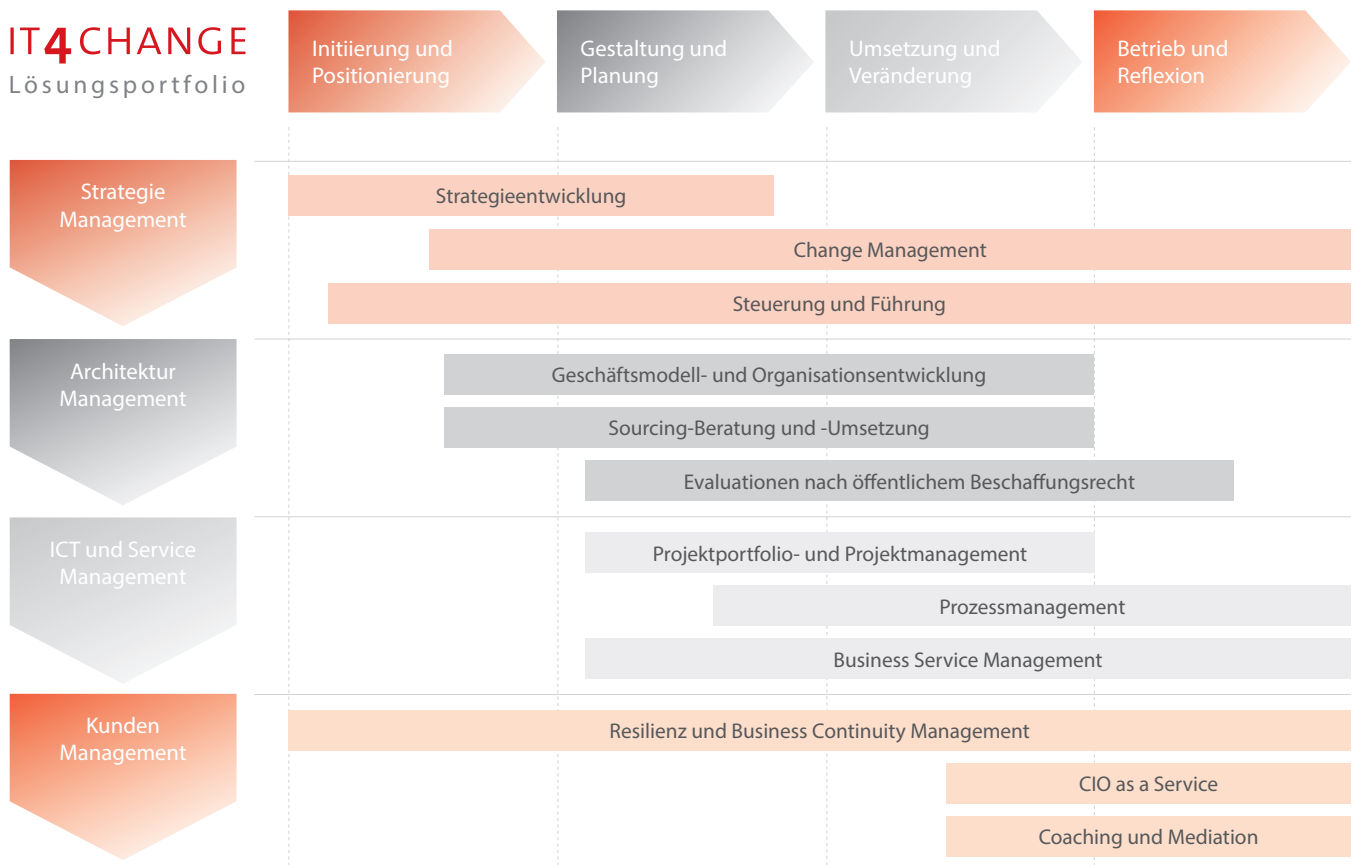 IT4CHANGE
Lösungsportfolio
Initiierung und
Positionierung
Gestaltung und
Planung
Umsetzung und
Veränderung
Betrieb und
Reflexion
Strategie
Management
Strategieentwicklung
Change Management
Steuerung und Führung
Architektur
Management
Geschäftsmodell- und Organisationsentwicklung
Sourcing-Beratung und -Umsetzung
Evaluationen nach öffentlichem Beschaffungsrecht
ICT und Service
Management
Projektportfolio- und Projektmanagement
Prozessmanagement
Business Service Management
Kunden
Management
Resilienz und Business Continuity Management
CIO as a Service
Coaching und Mediation